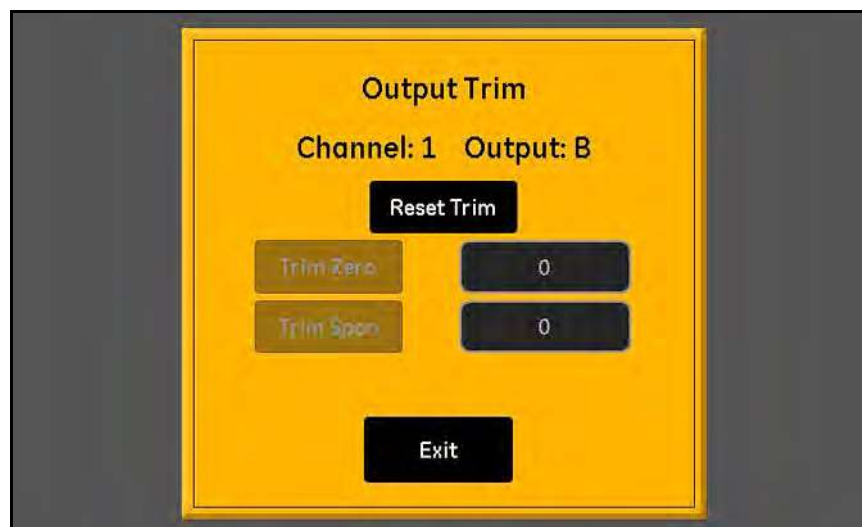 Output Trim
Channel: 1 Output: B
Reset Trim
Trim Zero 0
Trim Span 0
Exit